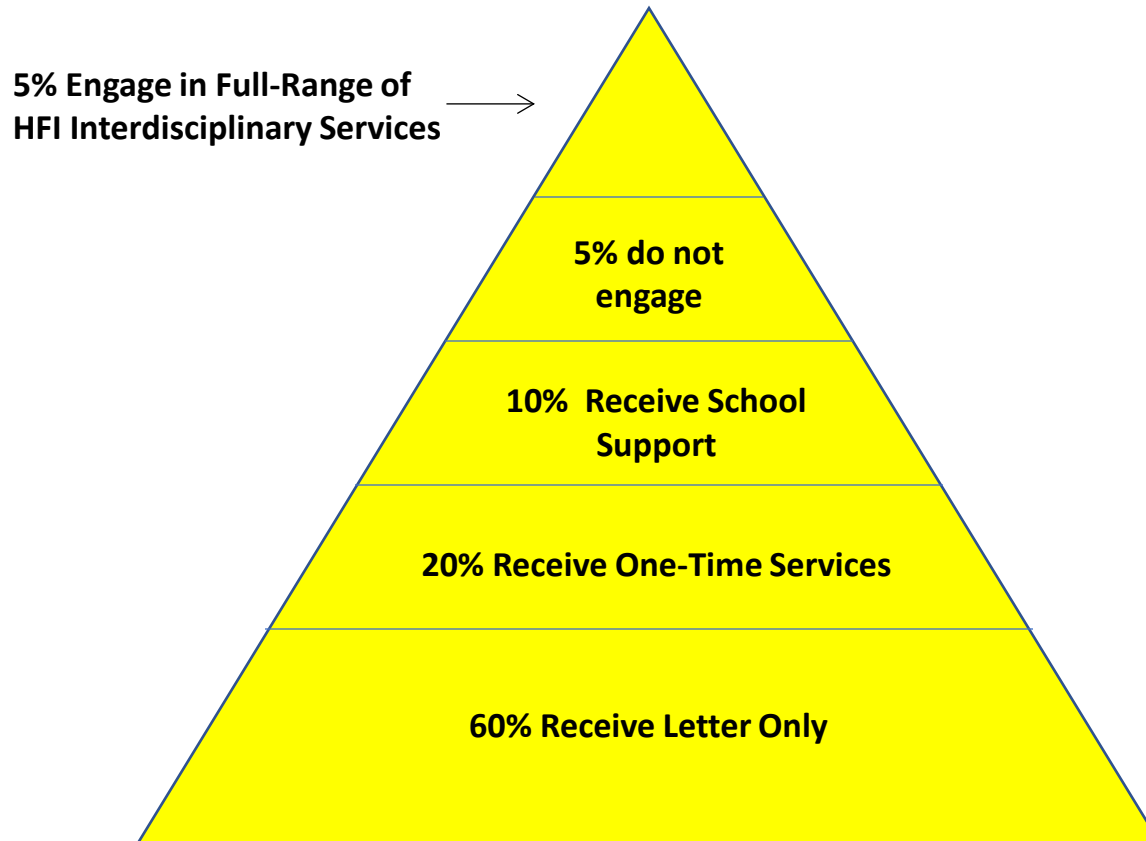 5% Engage in Full-Range of
HFI Interdisciplinary Services
5% do not
engage
10% Receive School
Support
20% Receive One-Time Services
60% Receive Letter Only